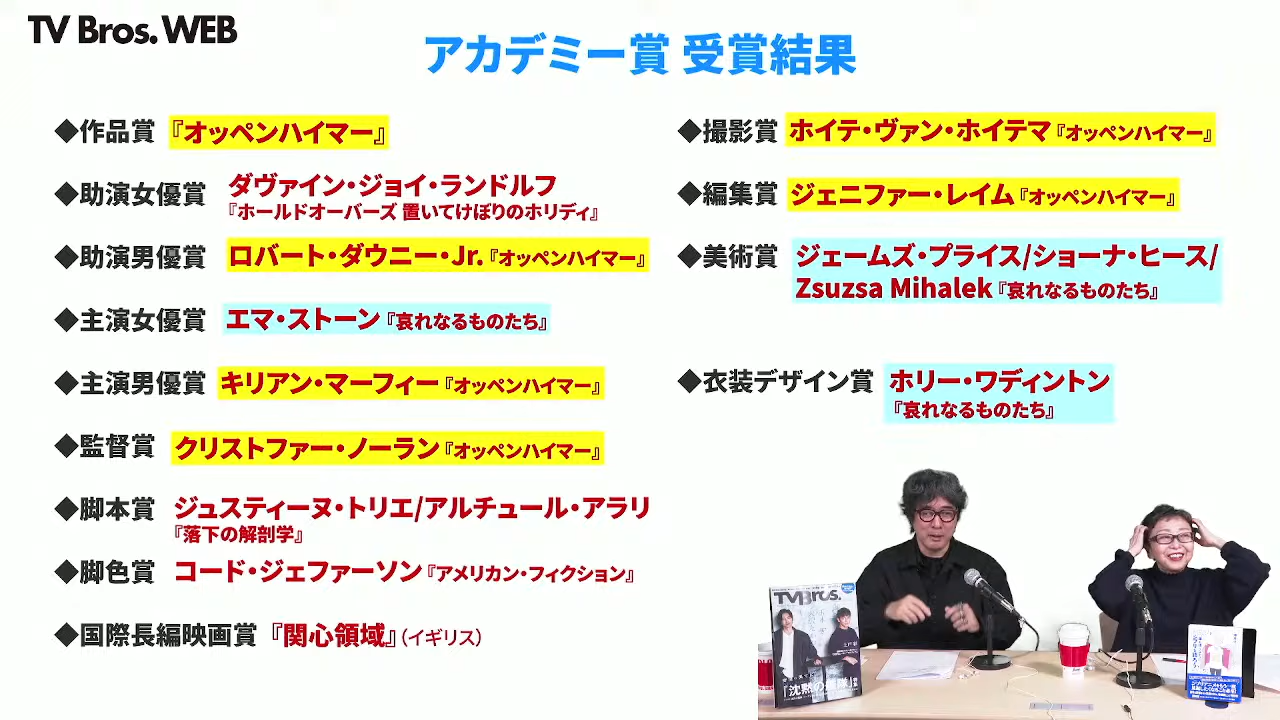 TV Bros. WEB
アカデミー賞 受賞結果
◆作品賞 『オッペンハイマー』
◆助演女優賞 ダヴァイン・ジョイ・ランドルフ
『ホールドオーバーズ 置いてけぼりのホリディ』
◆助演男優賞 ロバート・ダウニー・Jr.『オッペンハイマー』
◆主演女優賞 エマ・ストーン『哀れなるものたち』
◆主演男優賞 キリアン・マーフィー『オッペンハイマー』
◆監督賞 クリストファー・ノーラン『オッペンハイマー』
◆脚本賞 ジュスティーヌ・トリエ/アルチュール・アラリ
『落下の解剖学』
◆脚色賞 コード・ジェファーソン『アメリカン・フィクション』
◆国際長編映画賞 『関心領域』（イギリス）
◆撮影賞 ホイテ・ヴァン・ホイテマ『オッペンハイマー』
◆編集賞 ジェニファー・レイム『オッペンハイマー』
◆美術賞 ジェームズ・プライス/ショーナ・ヒース/
Zsuzsa Mihalek『哀れなるものたち』
◆衣装デザイン賞 ホリー・ワディントン
『哀れなるものたち』
TVBros.